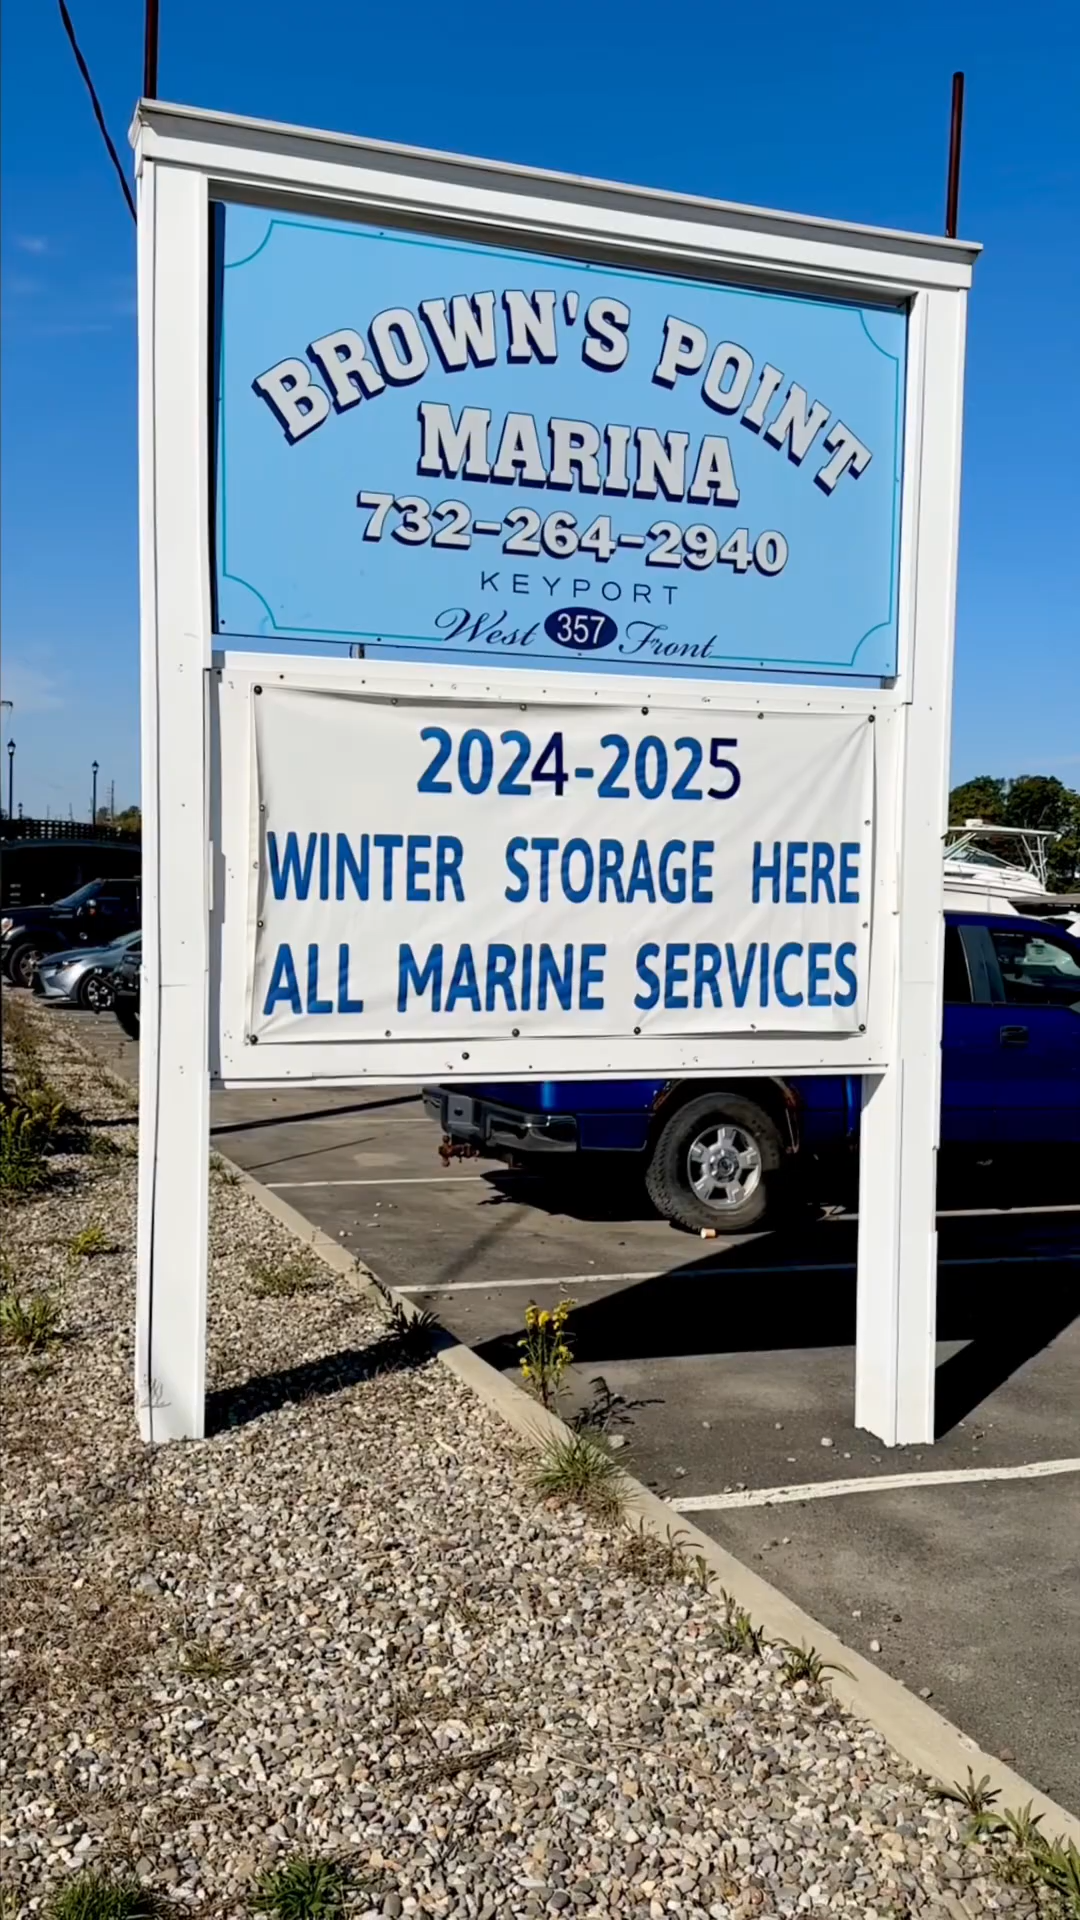 BROWN'S POINT
MARINA
732-264-2940
KEYPORT
West 357 Front
2024-2025
WINTER STORAGE HERE
ALL MARINE SERVICES